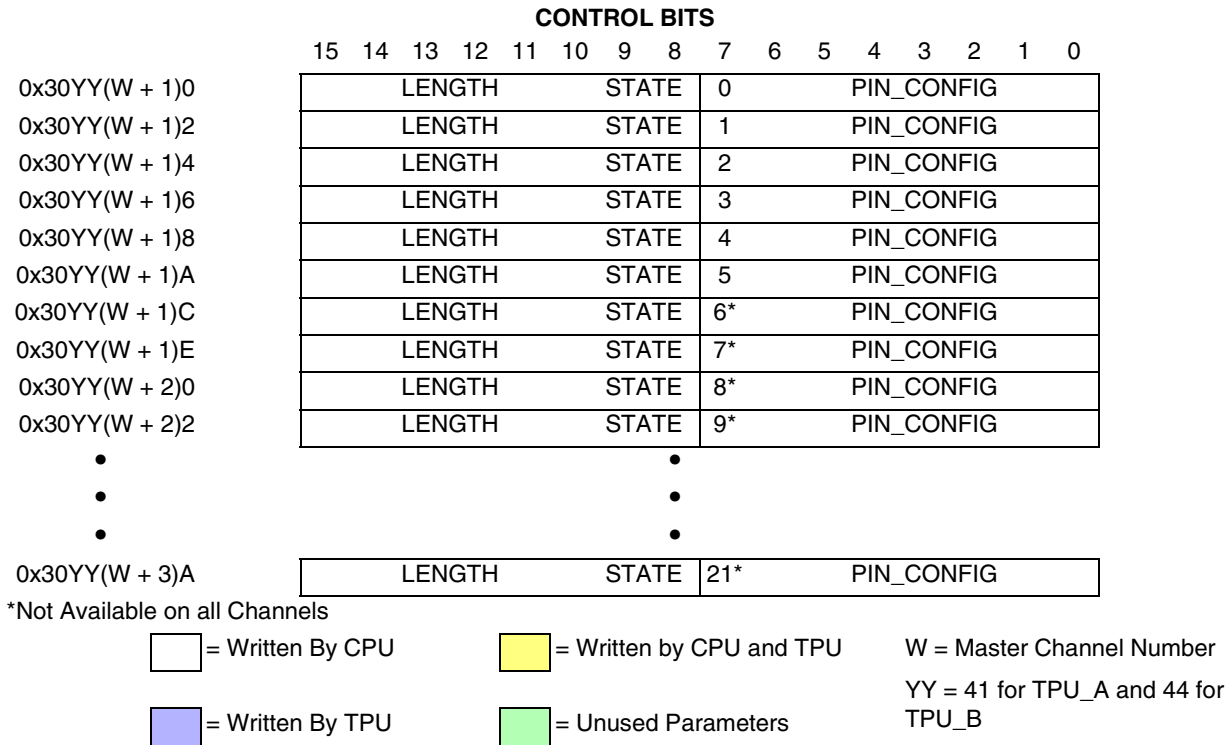 CONTROL BITS
15 14 13 12 11 10 9 8 7 6 5 4 3 2 1 0
0x30YY(W + 1)0 LENGTH STATE 0 PIN_CONFIG
0x30YY(W + 1)2 LENGTH STATE 1 PIN_CONFIG
0x30YY(W + 1)4 LENGTH STATE 2 PIN_CONFIG
0x30YY(W + 1)6 LENGTH STATE 3 PIN_CONFIG
0x30YY(W + 1)8 LENGTH STATE 4 PIN_CONFIG
0x30YY(W + 1)A LENGTH STATE 5 PIN_CONFIG
0x30YY(W + 1)C LENGTH STATE 6* PIN_CONFIG
0x30YY(W + 1)E LENGTH STATE 7* PIN_CONFIG
0x30YY(W + 2)0 LENGTH STATE 8* PIN_CONFIG
0x30YY(W + 2)2 LENGTH STATE 9* PIN_CONFIG
• •
• •
• •
0x30YY(W + 3)A LENGTH STATE 21* PIN_CONFIG
*Not Available on all Channels
= Written By CPU = Written by CPU and TPU W = Master Channel Number
= Written By TPU = Unused Parameters YY = 41 for TPU_A and 44 for
TPU_B